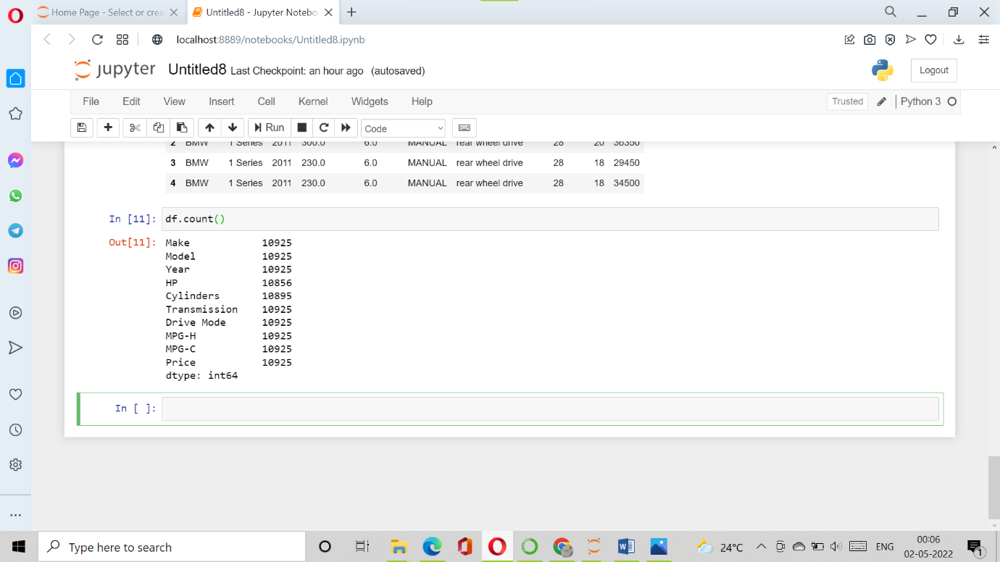 Home Page - Select or crea
Untitled8 - Jupyter Notebo
localhost:8889/notebooks/Untitled8.ipynb
jupyter Untitled8 Last Checkpoint: an hour ago (autosaved)
Logout
File Edit View Insert Cell Kernel Widgets Help
Trusted Python 3
Run Code
2 BMW 1 Series 2011 300.0 6.0 MANUAL rear wheel drive 28 20 36350
3 BMW 1 Series 2011 230.0 6.0 MANUAL rear wheel drive 28 18 29450
4 BMW 1 Series 2011 230.0 6.0 MANUAL rear wheel drive 28 18 34500
In [11]: df.count()
Out[11]: Make 10925
Model 10925
Year 10925
HP 10856
Cylinders 10895
Transmission 10925
Drive Mode 10925
MPG-H 10925
MPG-C 10925
Price 10925
dtype: int64
In [ ]:
Type here to search
24°C
ENG
00:06
02-05-2022
1